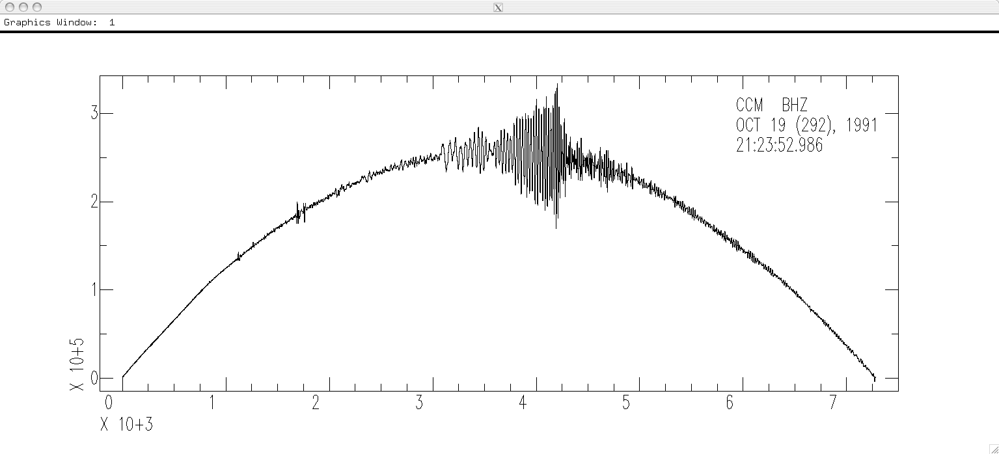 X
Graphics Window: 1
CCM BHZ
OCT 19 (292), 1991
21:23:52.986
3
2
1
0
X 10+5
0 1 2 3 4 5 6 7
X 10+3